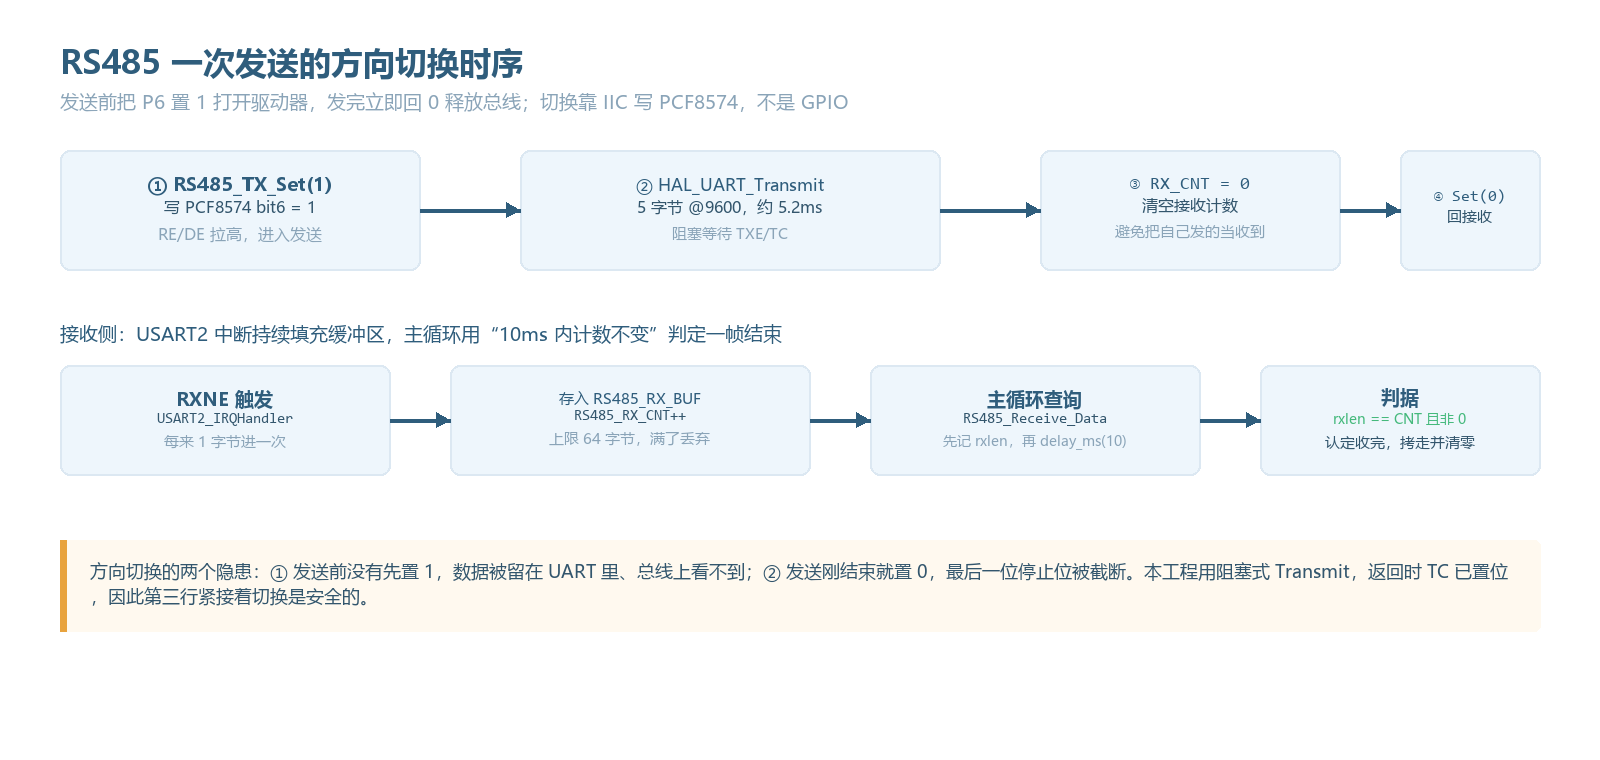 RS485 一次发送的方向切换时序
发送前把 P6 置 1 打开驱动器，发完立即回 0 释放总线；切换靠 IIC 写 PCF8574，不是 GPIO
① RS485_TX_Set(1)
写 PCF8574 bit6 = 1
RE/DE 拉高，进入发送
② HAL_UART_Transmit
5 字节 @9600，约 5.2ms
阻塞等待 TXE/TC
③ RX_CNT = 0
清空接收计数
避免把自己发的当收到
④ Set(0)
回接收
接收侧：USART2 中断持续填充缓冲区，主循环用“10ms 内计数不变”判定一帧结束
RXNE 触发
USART2_IRQHandler
每来 1 字节进一次
存入 RS485_RX_BUF
RS485_RX_CNT++
上限 64 字节，满了丢弃
主循环查询
RS485_Receive_Data
先记 rxlen，再 delay_ms(10)
判据
rxlen == CNT 且非 0
认定收完，拷走并清零
方向切换的两个隐患：① 发送前没有先置 1，数据被留在 UART 里、总线上看不到；② 发送刚结束就置 0，最后一位停止位被截断。本工程用阻塞式 Transmit，返回时 TC 已置位
，因此第三行紧接着切换是安全的。